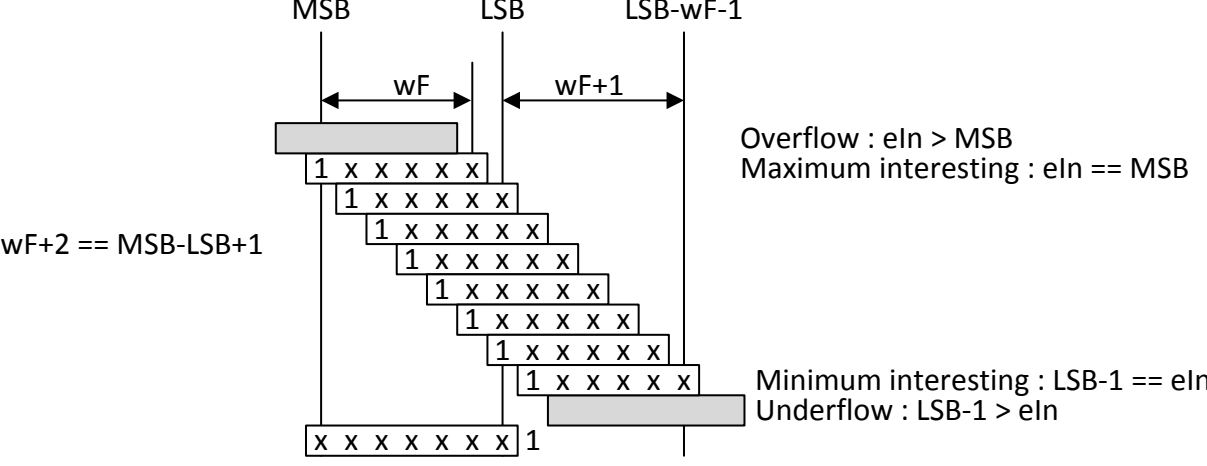 MSB LSB LSB-wF-1
wF wF+1
Overflow : eIn > MSB
1 x x x x x Maximum interesting : eIn == MSB
1 x x x x x
1 x x x x x
wF+2 == MSB-LSB+1
1 x x x x x
1 x x x x x
1 x x x x x
1 x x x x x
1 x x x x x Minimum interesting : LSB-1 == eIn
Underflow : LSB-1 > eIn
x x x x x x x 1